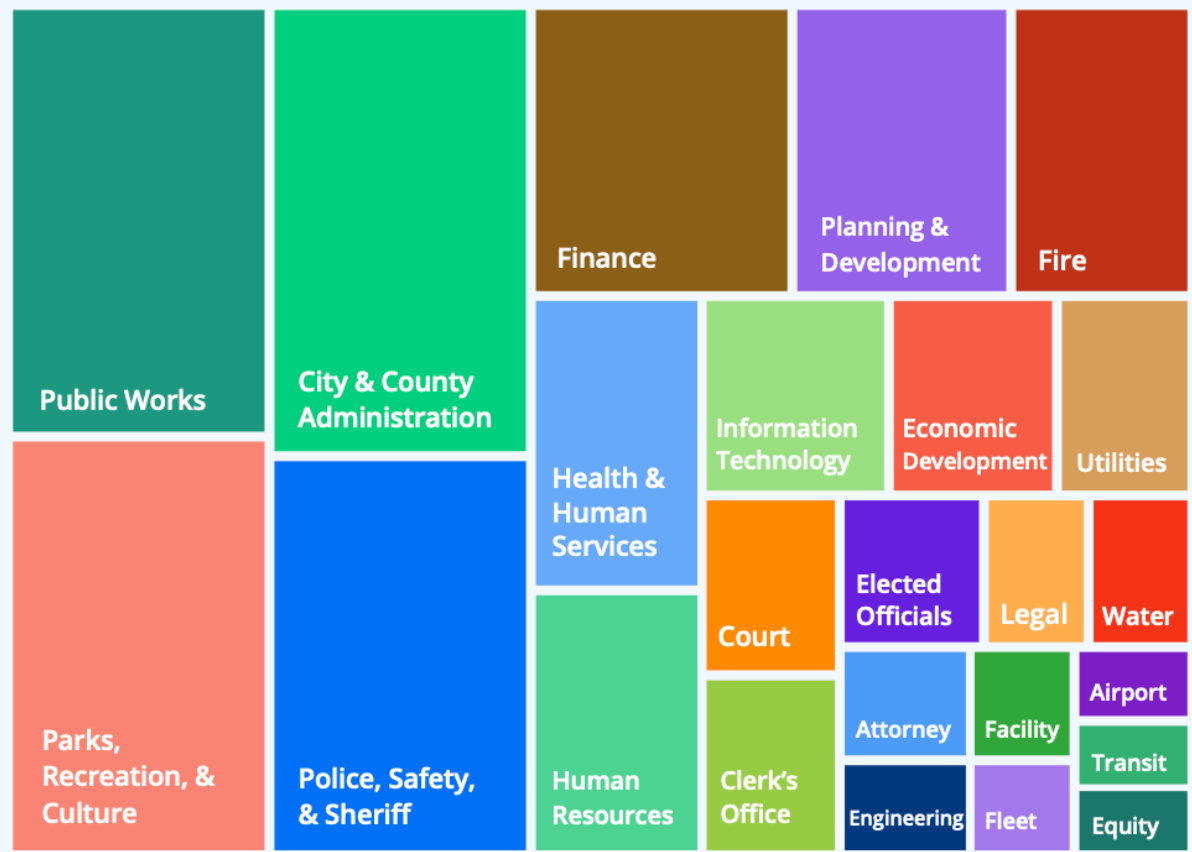 Public Works
Parks,
Recreation, &
Culture
City & County
Administration
Police, Safety,
& Sheriff
Finance
Planning &
Development
Fire
Health &
Human
Services
Human
Resources
Information
Technology
Economic
Development
Utilities
Court
Clerk's
Office
Elected
Officials
Legal
Water
Attorney
Facility
Airport
Transit
Engineering
Fleet
Equity